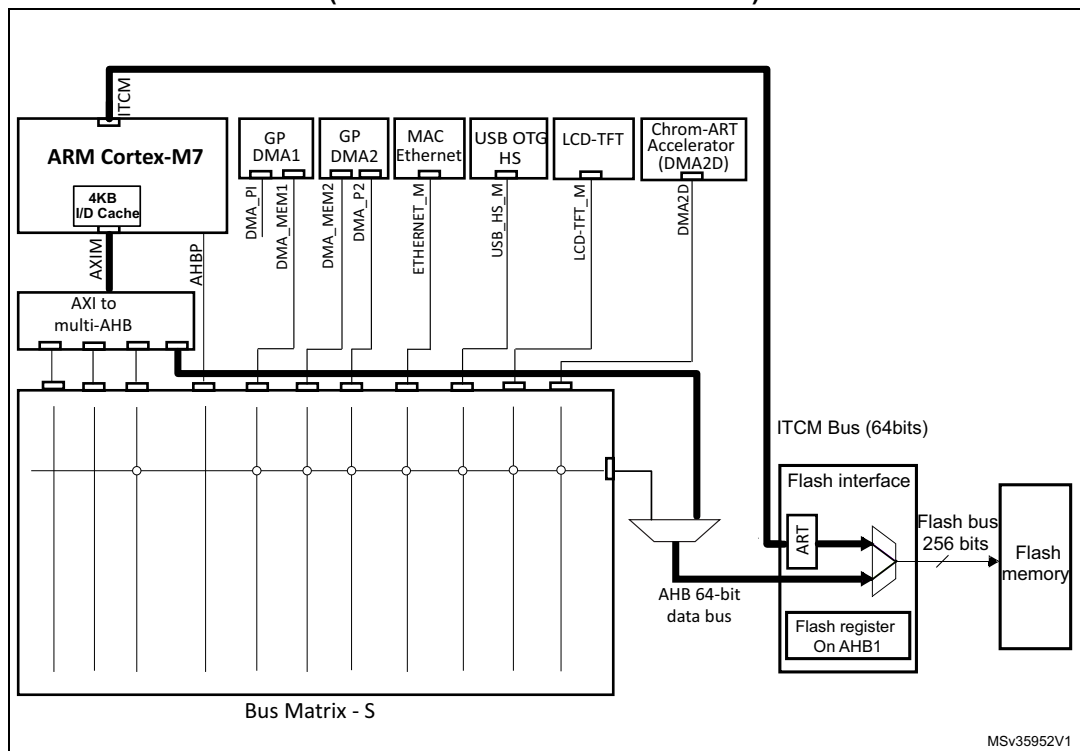 ITCM
ARM Cortex-M7
4KB
I/D Cache
GP
DMA1
GP
DMA2
MAC
Ethernet
USB OTG
HS
LCD-TFT
Chrom-ART
Accelerator
(DMA2D)
AXIM
AHBP
DMA_PI
DMA_MEM1
DMA_MEM2
DMA_P2
ETHERNET_M
USB_HS_M
LCD-TFT_M
DMA2D
AXI to
multi-AHB
ITCM Bus (64bits)
Flash interface
ART
Flash bus
256 bits
Flash
memory
AHB 64-bit
data bus
Flash register
On AHB1
Bus Matrix - S
MSv35952V1